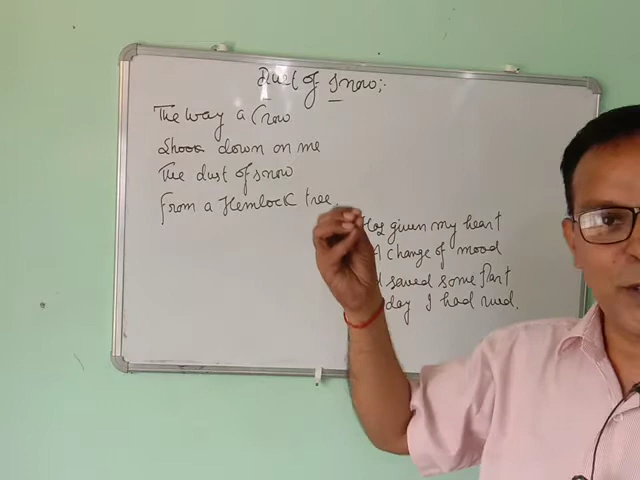 Dust of Snow;
The way a Crow
Shook down on me
The dust of snow
From a Hemlock tree.
Has given my heart
A change of mood
saved some Part
day I had rued.